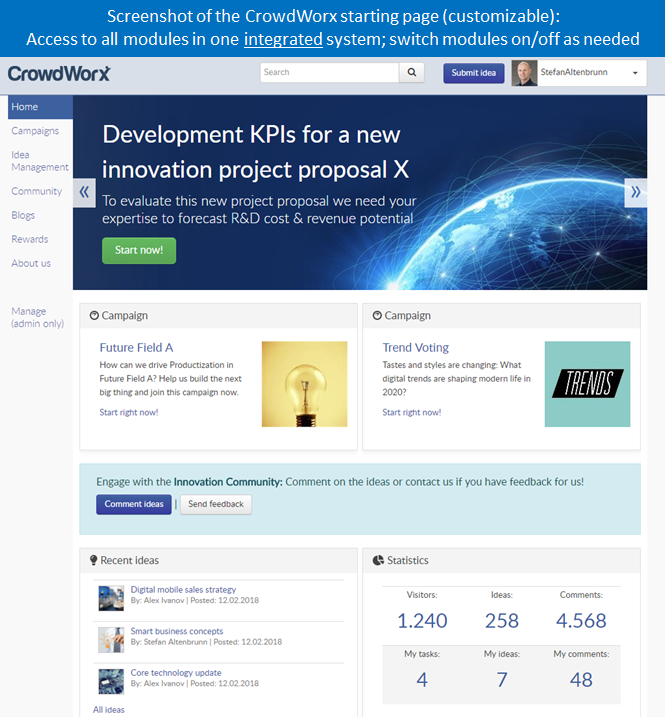 Screenshot of the CrowdWorx starting page (customizable):
Access to all modules in one integrated system; switch modules on/off as needed
CrowdWorx
Search
Submit idea
StefanAltenbrunn
Home
Campaigns
Idea
Management
Community
Blogs
Rewards
About us
Manage
(admin only)
Development KPIs for a new
innovation project proposal X
To evaluate this new project proposal we need your
expertise to forecast R&D cost & revenue potential
Start now!
Campaign
Future Field A
How can we drive Productization in
Future Field A? Help us build the next
big thing and join this campaign now.
Start right now!
Campaign
Trend Voting
Tastes and styles are changing: What
digital trends are shaping modern life in
2020?
Start right now!
TRENDS
Engage with the Innovation Community: Comment on the ideas or contact us if you have feedback for us!
Comment ideas | Send feedback
Recent ideas
Digital mobile sales strategy
By: Alex Ivanov | Posted: 12.02.2018
Smart business concepts
By: Stefan Altenbrunn | Posted: 12.02.2018
Core technology update
By: Alex Ivanov | Posted: 12.02.2018
All ideas
Statistics
Visitors: Ideas: Comments:
1.240 258 4.568
My tasks: My ideas: My comments:
4 7 48